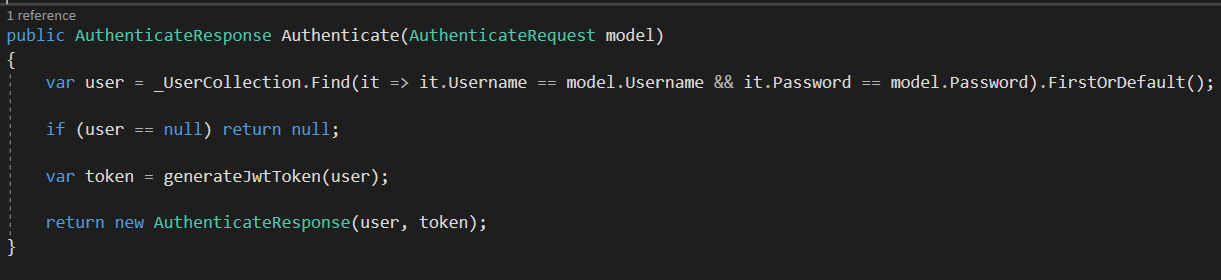 1 reference
public AuthenticateResponse Authenticate(AuthenticateRequest model)
{
    var user = _UserCollection.Find(it => it.Username == model.Username && it.Password == model.Password).FirstOrDefault();
    if (user == null) return null;
    var token = generateJwtToken(user);
    return new AuthenticateResponse(user, token);
}